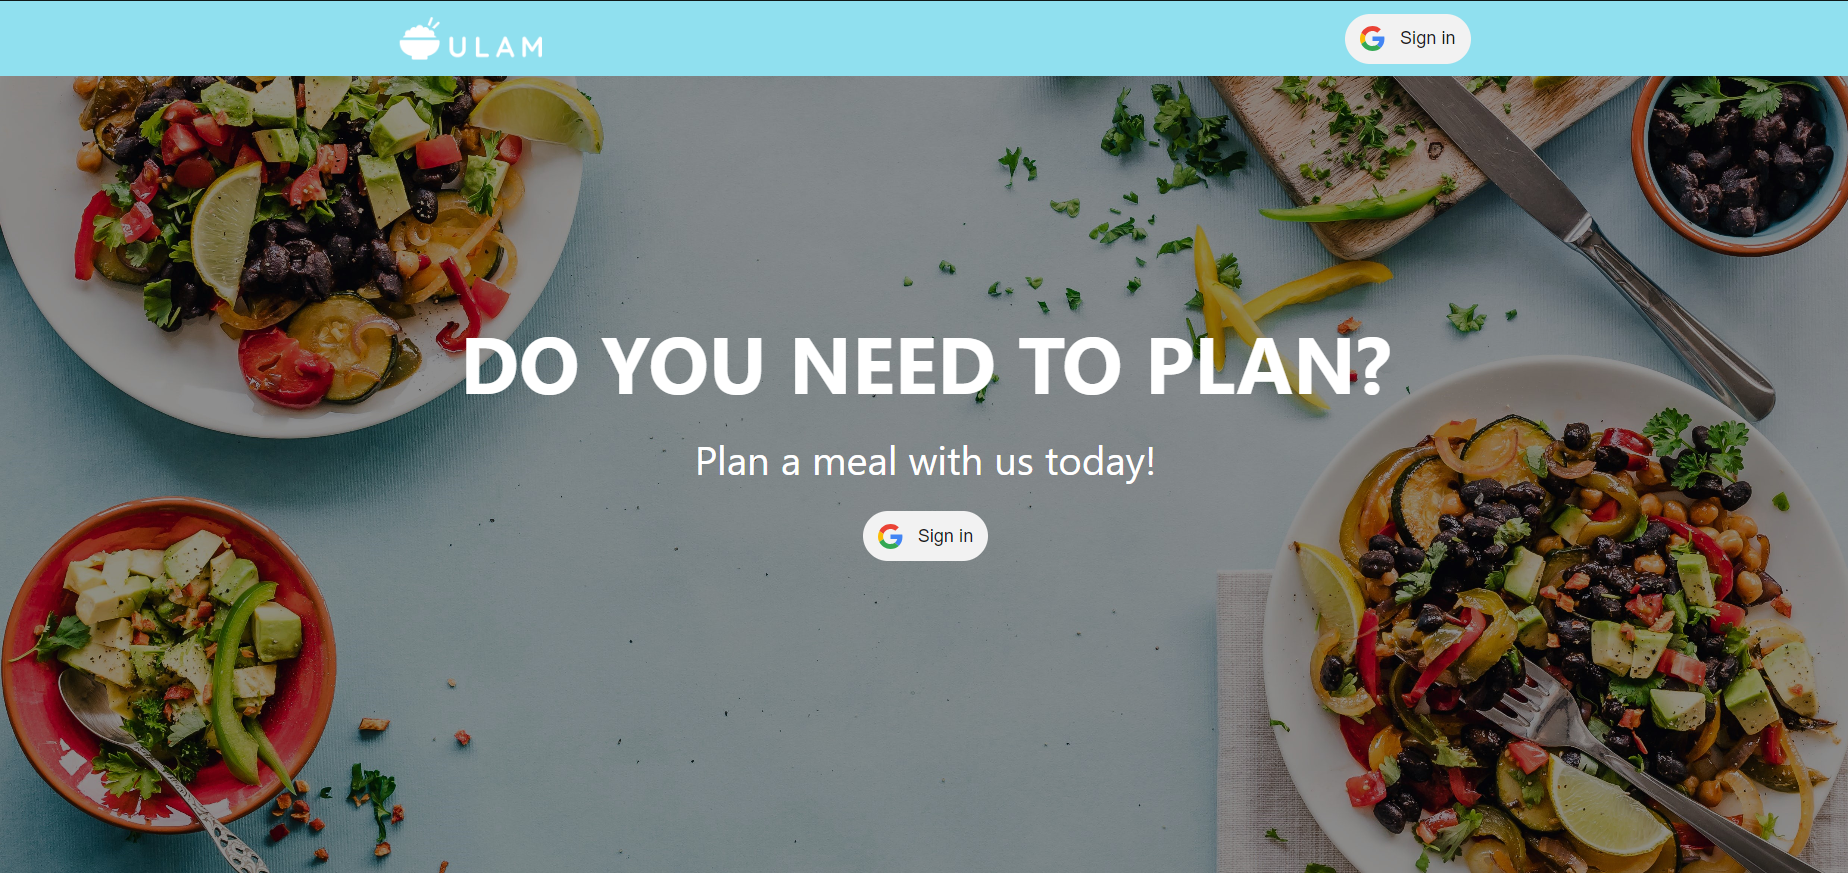 ULAM
Sign in
DO YOU NEED TO PLAN?
Plan a meal with us today!
Sign in